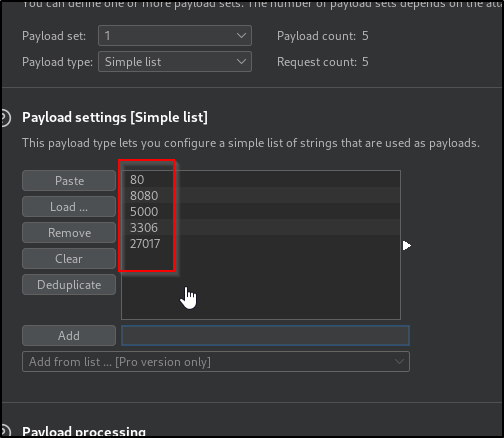 You can define one or more payload sets. The number of payload sets depends on the atta
Payload set: 1 Payload count: 5
Payload type: Simple list Request count: 5
? Payload settings [Simple list]
This payload type lets you configure a simple list of strings that are used as payloads.
Paste
Load ...
Remove
Clear
Deduplicate
80
8080
5000
3306
27017
Add
Add from list ... [Pro version only]
? Payload processing